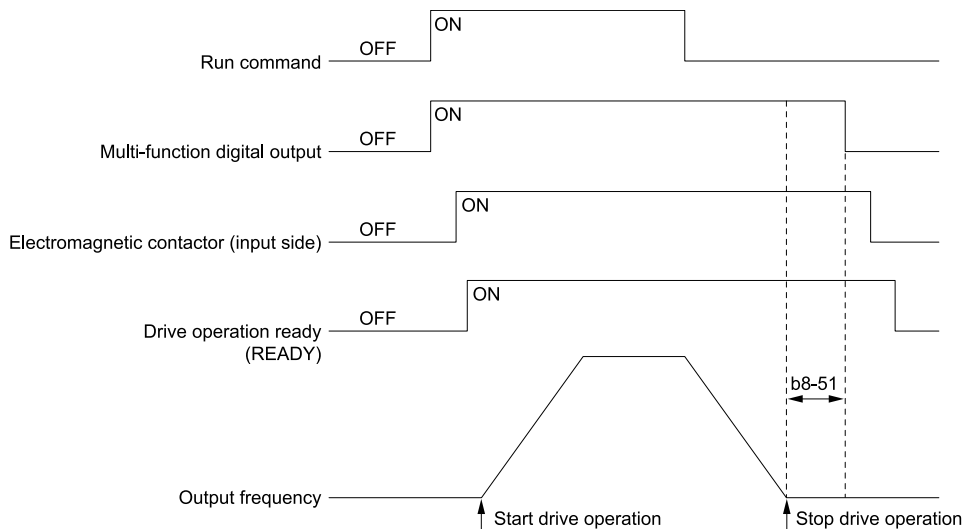 ON
OFF
Run command
ON
OFF
Multi-function digital output
ON
OFF
Electromagnetic contactor (input side)
ON
OFF
Drive operation ready
(READY)
b8-51
Output frequency
Start drive operation
Stop drive operation